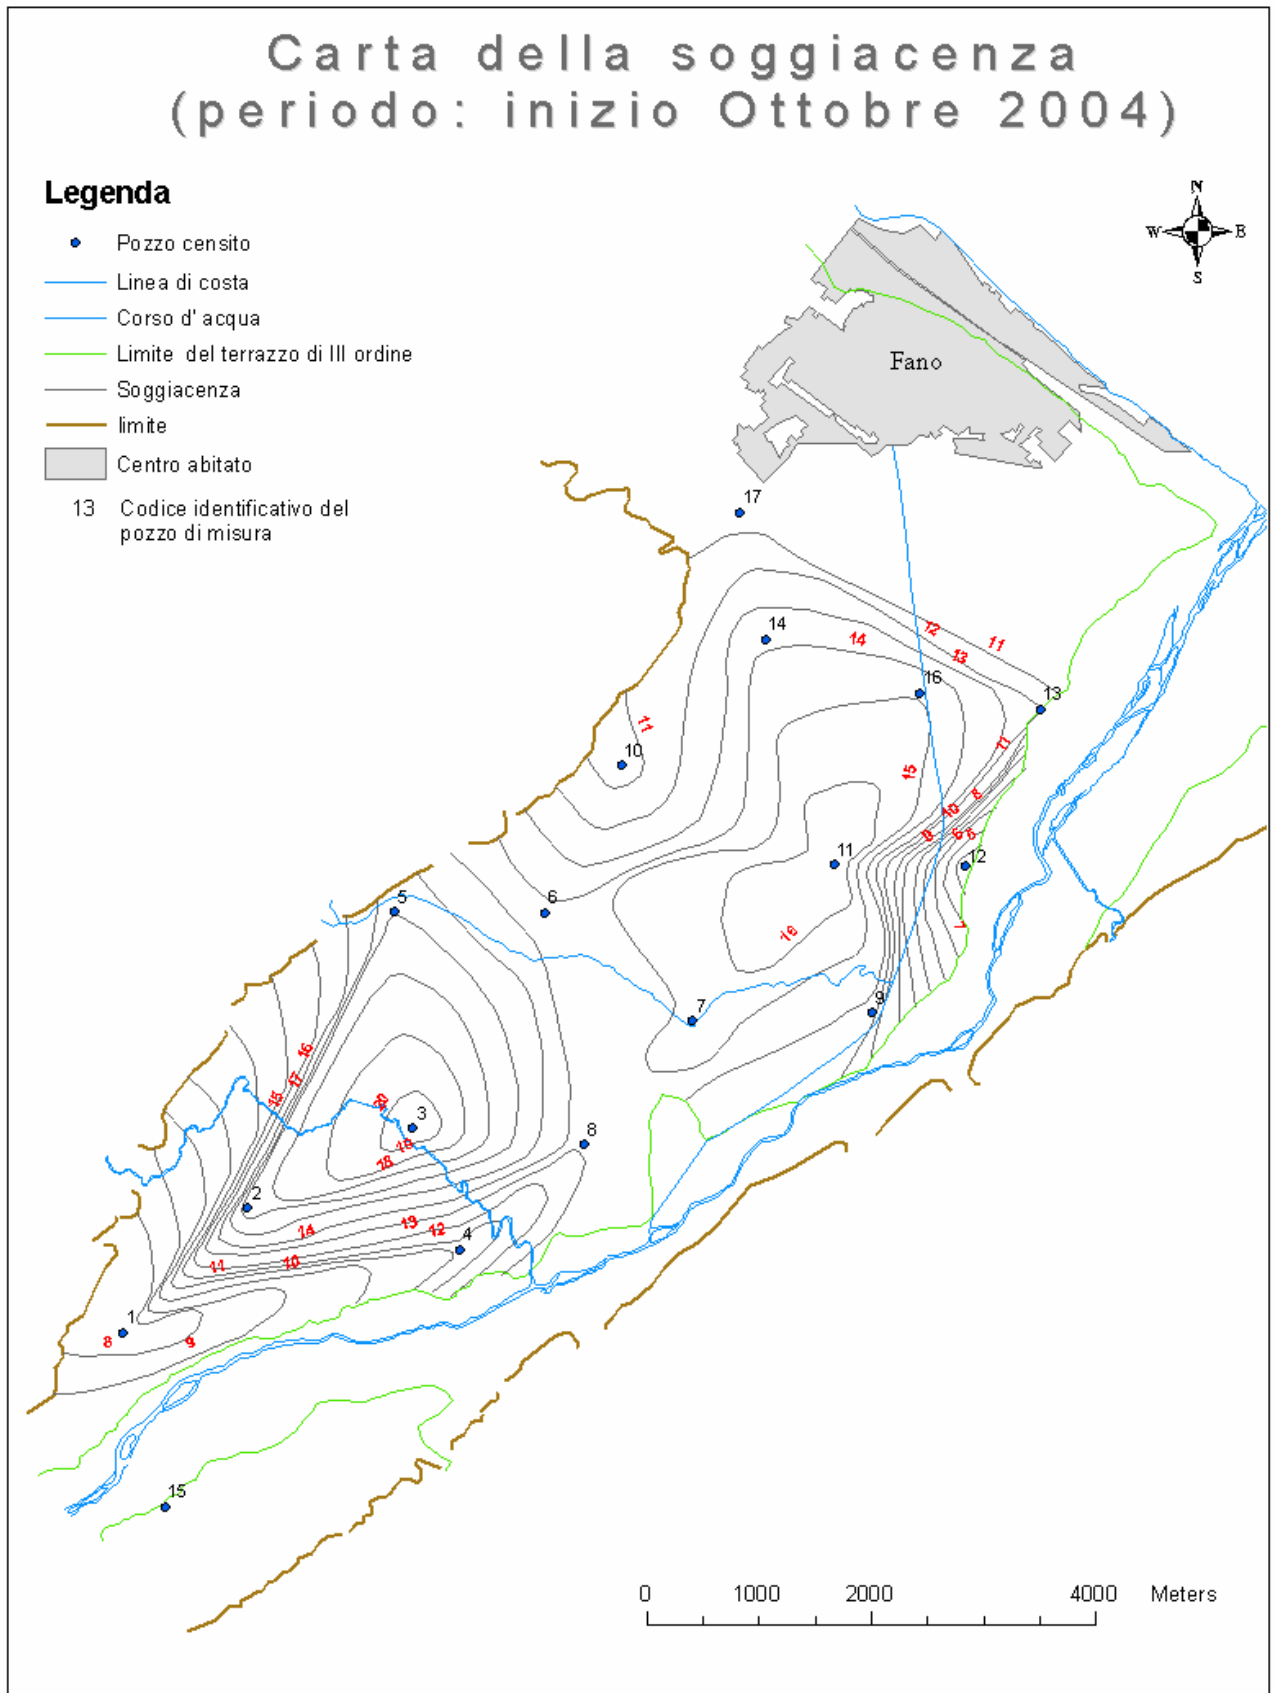 Carta della soggiacenza
(periodo: inizio Ottobre 2004)
Legenda
Pozzo censito
Linea di costa
Corso d' acqua
Limite del terrazzo di III ordine
Soggiacenza
limite
Centro abitato
13 Codice identificativo del
pozzo di misura
N
W E
S
Fano
17
14
12
11
14
13
16
13
11
10
15
11
8
10
9
6
11
12
5
6
7
16
9
7
16
17
15
20
3
19
8
18
2
14
13
12
4
11
10
1
8
9
15
0 1000 2000 4000 Meters